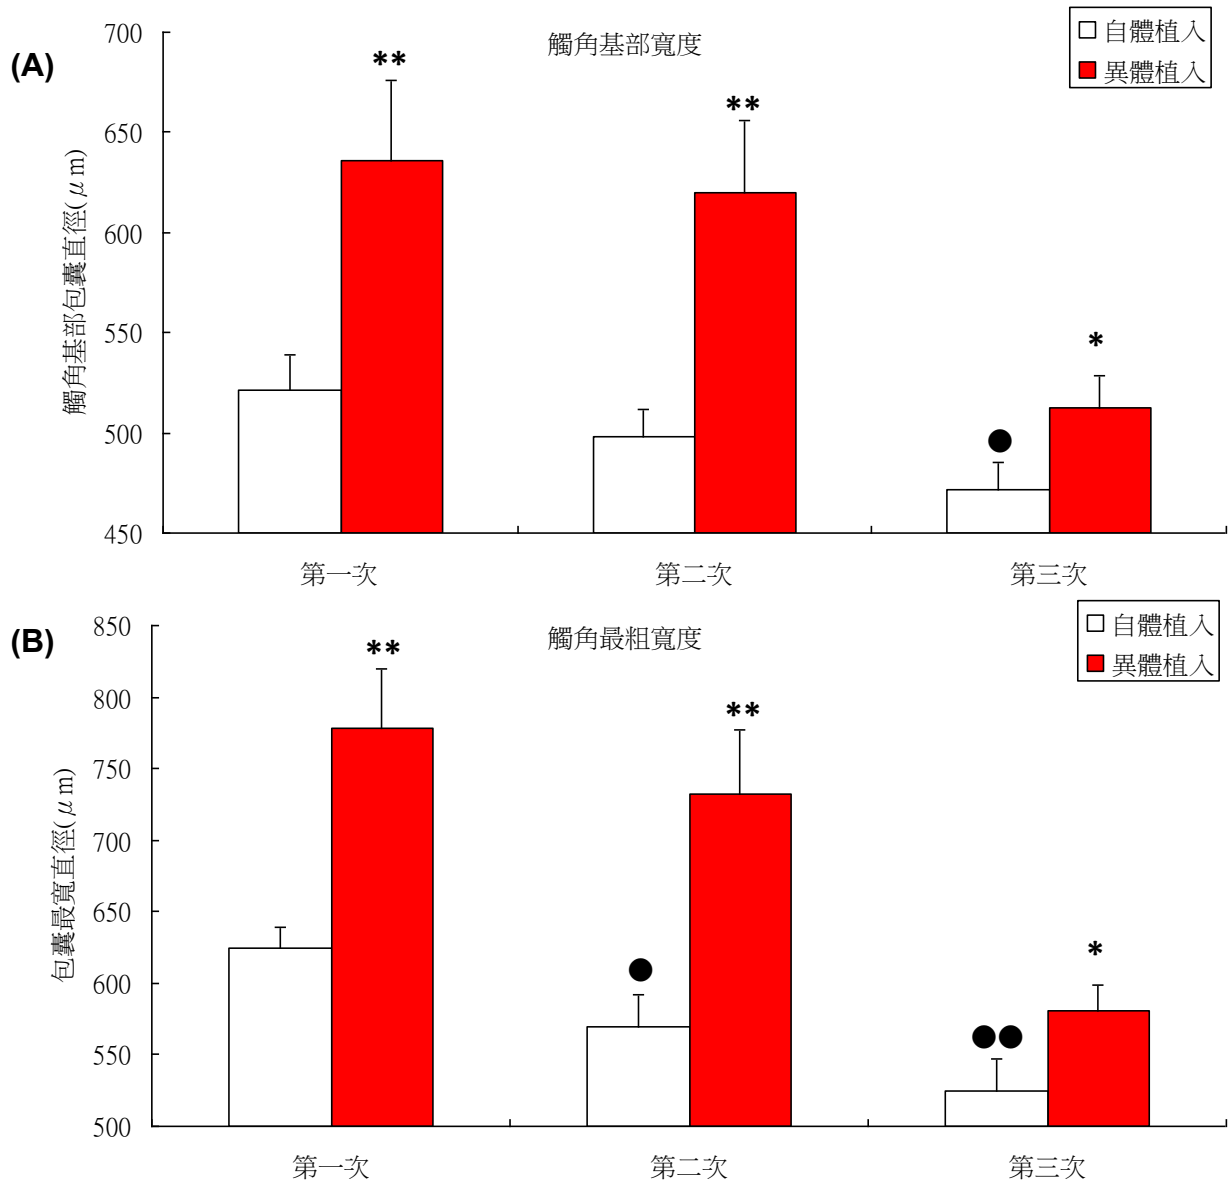 (A)
觸角基部寬度
自體植入
異體植入
觸角基部包囊直徑(μm)
700
650
600
550
500
450
**
**
*
●
第一次
第二次
第三次
(B)
觸角最粗寬度
自體植入
異體植入
包囊最寬直徑(μm)
850
800
750
700
650
600
550
500
**
**
*
●
●●
第一次
第二次
第三次